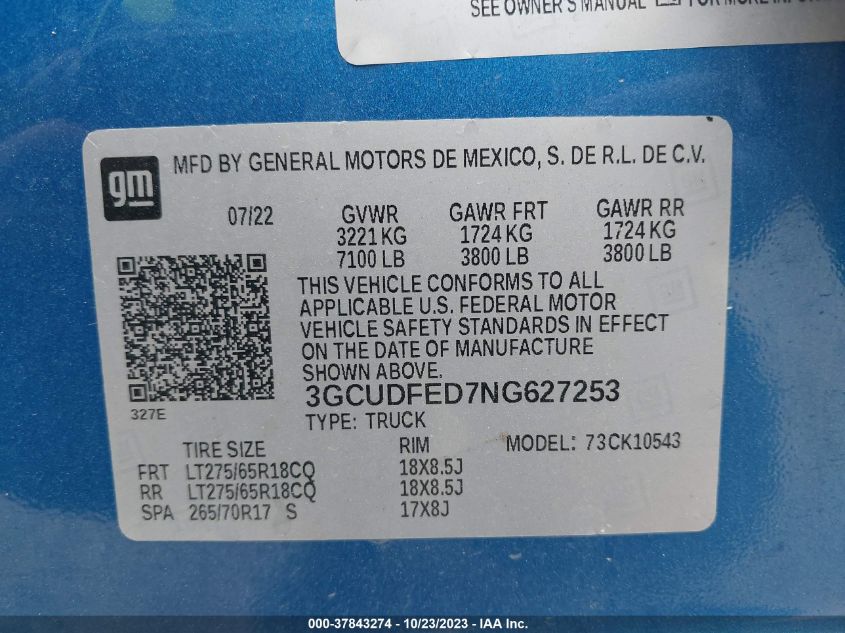 SEE OWNER'S MANUAL FOR MORE
gm
MFD BY GENERAL MOTORS DE MEXICO, S. DE R.L. DE C.V.
07/22 GVWR GAWR FRT GAWR RR
3221 KG 1724 KG 1724 KG
7100 LB 3800 LB 3800 LB
THIS VEHICLE CONFORMS TO ALL
APPLICABLE U.S. FEDERAL MOTOR
VEHICLE SAFETY STANDARDS IN EFFECT
ON THE DATE OF MANUFACTURE
SHOWN ABOVE.
3GCUDFED7NG627253
327E
TYPE: TRUCK
TIRE SIZE RIM MODEL: 73CK10543
FRT LT275/65R18CQ 18X8.5J
RR LT275/65R18CQ 18X8.5J
SPA 265/70R17 S 17X8J
000-37843274 - 10/23/2023 - IAA Inc.